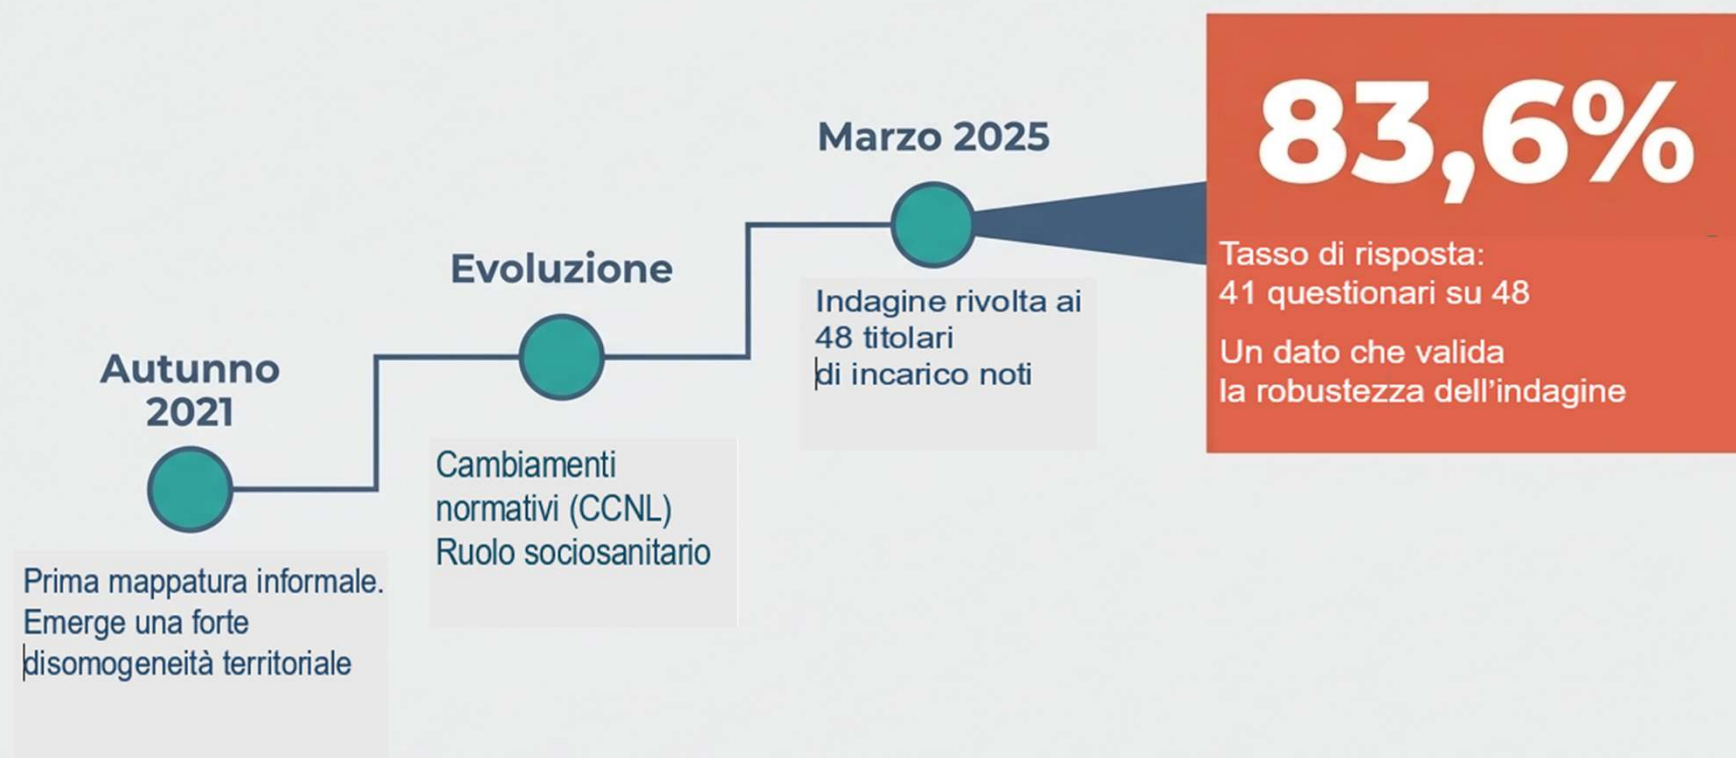 Autunno
2021
Prima mappatura informale.
Emerge una forte
disomogeneità territoriale
Evoluzione
Cambiamenti
normativi (CCNL)
Ruolo sociosanitario
Marzo 2025
Indagine rivolta ai
48 titolari
di incarico noti
83,6%
Tasso di risposta:
41 questionari su 48
Un dato che valida
la robustezza dell’indagine